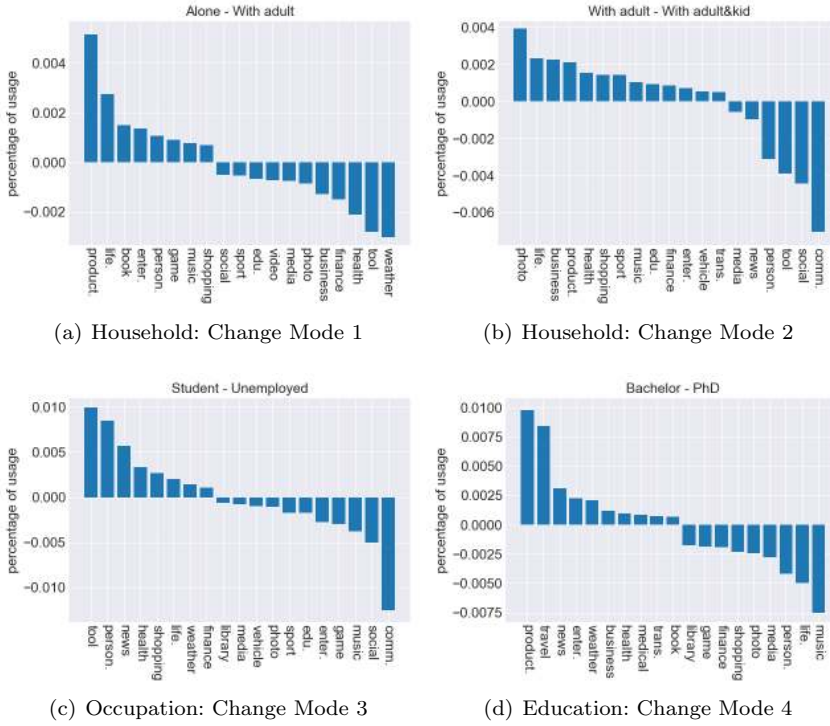 Alone - With adult
percentage of usage
0.004
0.002
0.000
−0.002
product.
life.
book
enter.
person.
game
music
shopping
social
sport
edu.
video
media
photo
business
finance
health
tool
weather
(a) Household: Change Mode 1
With adult - With adult&kid
percentage of usage
0.004
0.002
0.000
−0.002
−0.004
−0.006
photo
life.
business
product.
health
shopping
sport
music
edu.
finance
enter.
vehicle
trans.
media
news
person.
tool
social
comm.
(b) Household: Change Mode 2
Student - Unemployed
percentage of usage
0.010
0.005
0.000
−0.005
−0.010
tool
person.
news
health
shopping
life.
weather
finance
library
media
vehicle
photo
sport
edu.
enter.
game
music
social
comm.
(c) Occupation: Change Mode 3
Bachelor - PhD
percentage of usage
0.0100
0.0075
0.0050
0.0025
0.0000
−0.0025
−0.0050
−0.0075
product.
travel
news
enter.
weather
business
health
medical
trans.
book
library
game
finance
shopping
photo
media
person.
life.
music
(d) Education: Change Mode 4